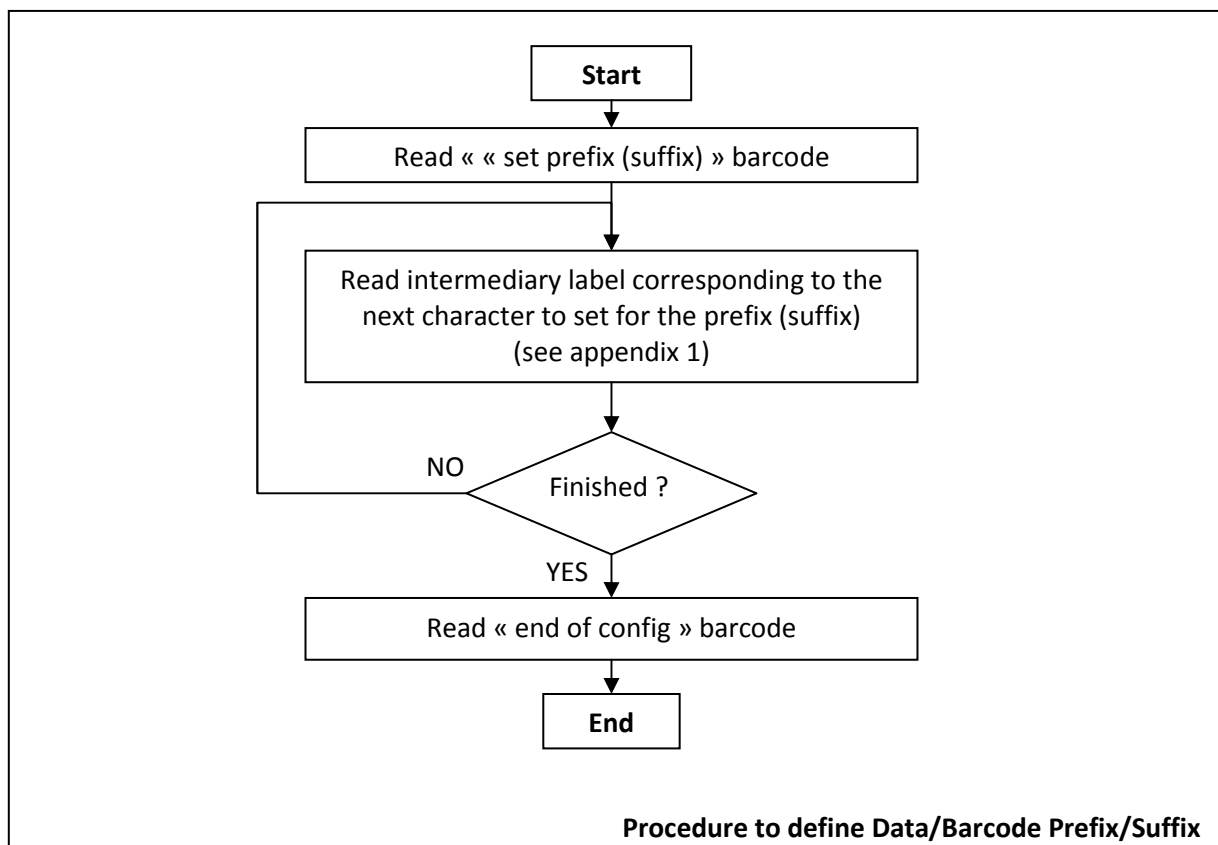 Start
Read « « set prefix (suffix) » barcode
Read intermediary label corresponding to the
next character to set for the prefix (suffix)
(see appendix 1)
NO
Finished ?
YES
Read « end of config » barcode
End
Procedure to define Data/Barcode Prefix/Suffix